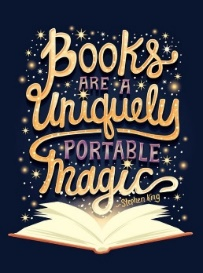 Books
ARE A
Uniquely
PORTABLE
Magic
Stephen King